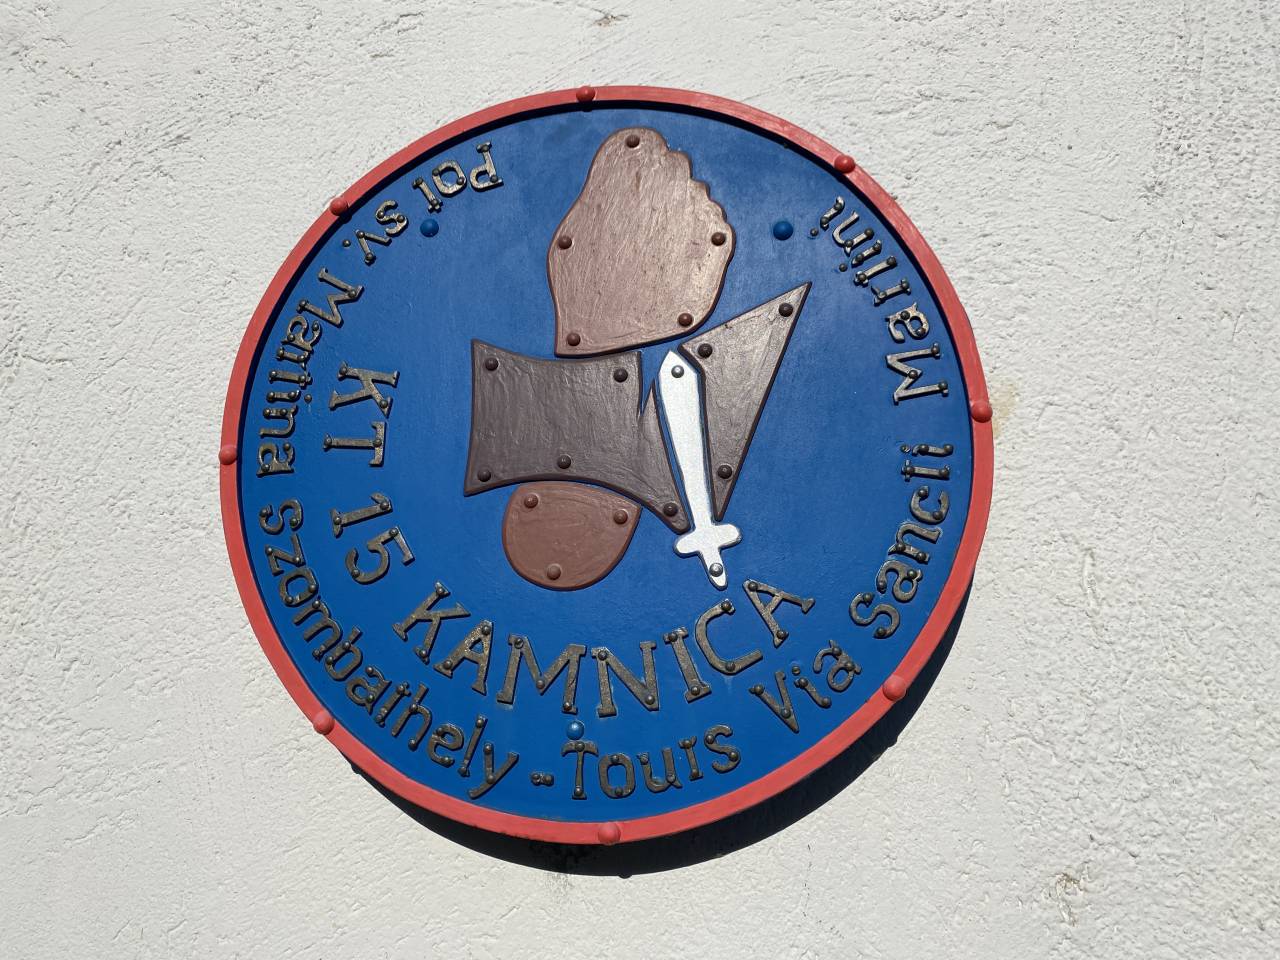 Pot sv. Martina Szombathely - Tours Via Sancti Martini
KT 15 KAMNICA